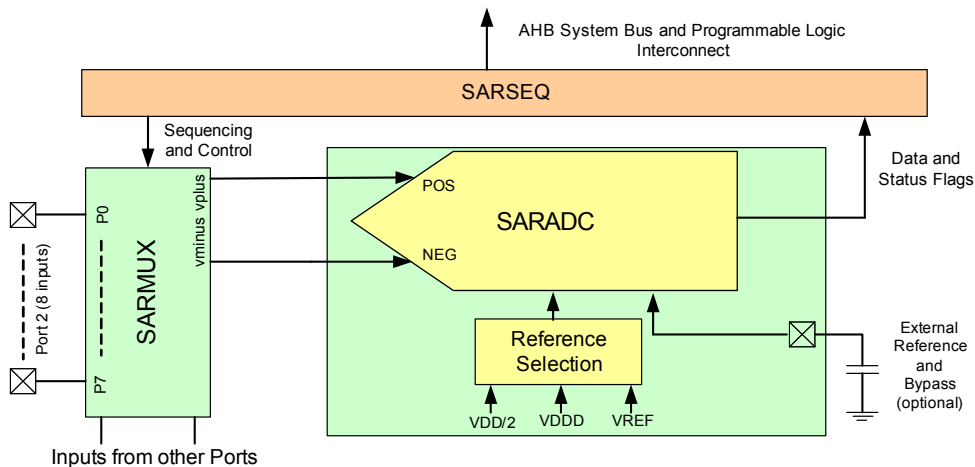 AHB System Bus and Programmable Logic
Interconnect
SARSEQ
Sequencing
and Control
Data and
Status Flags
vminus vplus
POS
NEG
SARADC
P0
P7
SARMUX
Port 2 (8 inputs)
Reference
Selection
VDD/2
VDDD
VREF
External
Reference
and
Bypass
(optional)
Inputs from other Ports